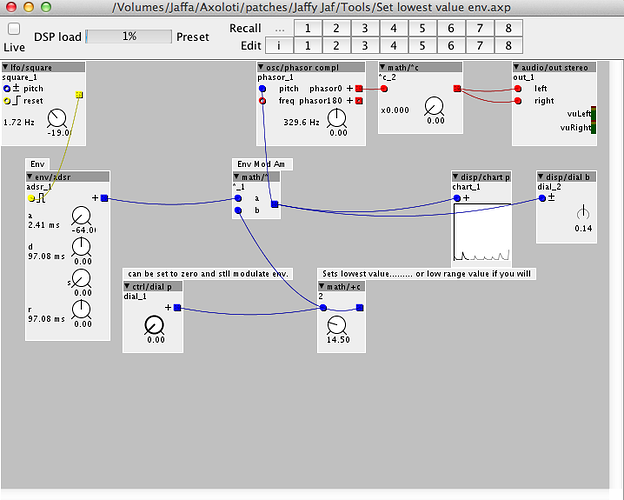 /Volumes/Jaffa/Axoloti/patches/Jaffy Jaf/Tools/Set lowest value env.axp
Live
DSP load
1%
Preset
Recall ... 1 2 3 4 5 6 7 8
Edit i 1 2 3 4 5 6 7 8
lfo/square
square_1
pitch
reset
1.72 Hz
-19.0
osc/phasor compl
phasor_1
pitch phasor0 +
freq phasor180 +
329.6 Hz
0.00
math/*c
*c_2
x0.000
0.00
audio/out stereo
out_1
left
right
vuLeft
vuRight
Env
env/adsr
adsr_1
+
a
2.41 ms
-64.0
d
97.08 ms
0.00
s
0.00
r
97.08 ms
0.00
Env Mod Am
math/*
*_1
a
b
disp/chart p
chart_1
+
disp/dial b
dial_2
±
0.14
can be set to zero and stll modulate env.
ctrl/dial p
dial_1
+
0.00
Sets lowest value......... or low range value if you will
math/+c
2
14.50